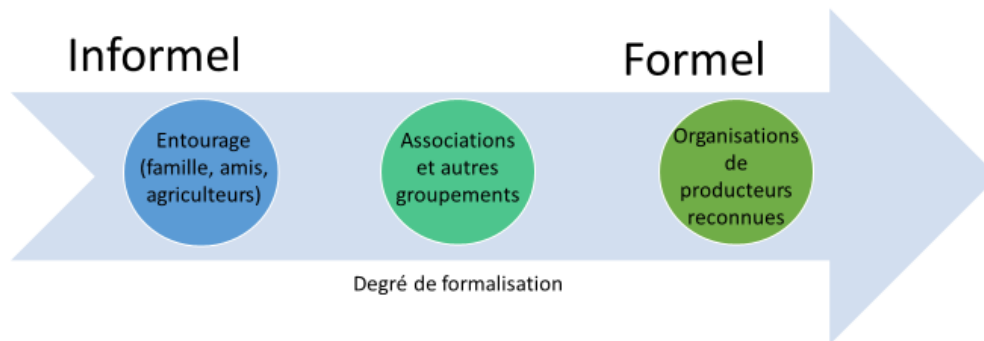 Informel
Formel
Entourage
(famille, amis,
agriculteurs)
Associations
et autres
groupements
Organisations
de
producteurs
reconnues
Degré de formalisation